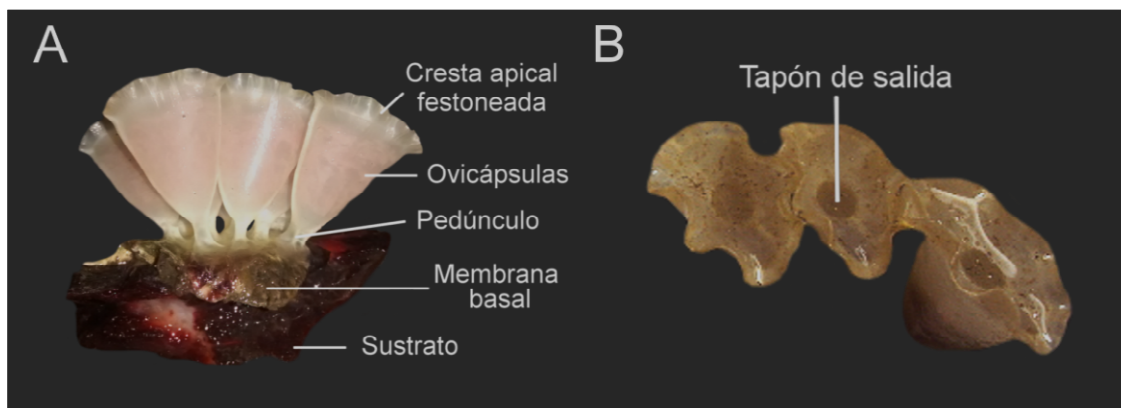 A
Cresta apical
festoneada
Ovicápsulas
Pedúnculo
Membrana
basal
Sustrato
B
Tapón de salida